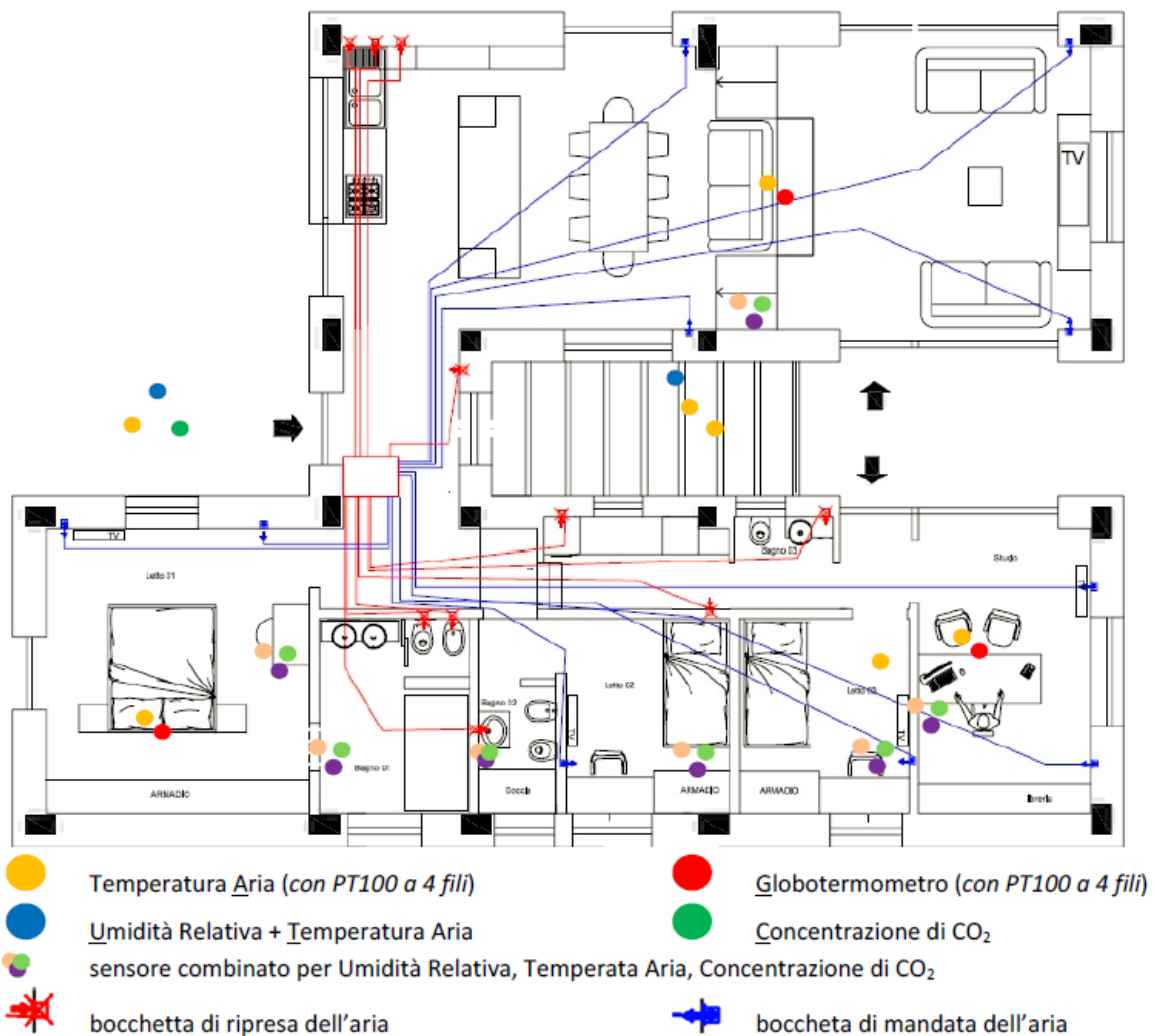 TV
TV
Bagno 03
Studio
Letto 01
Letto 02
Letto 03
Bagno 02
TV
TV
Bagno 01
Doccia
ARMADIO
ARMADIO
ARMADIO
libreria
Temperatura Aria (con PT100 a 4 fili)
Globotermometro (con PT100 a 4 fili)
Umidità Relativa + Temperatura Aria
Concentrazione di CO₂
sensore combinato per Umidità Relativa, Temperata Aria, Concentrazione di CO₂
bocchetta di ripresa dell'aria
boccheta di mandata dell'aria